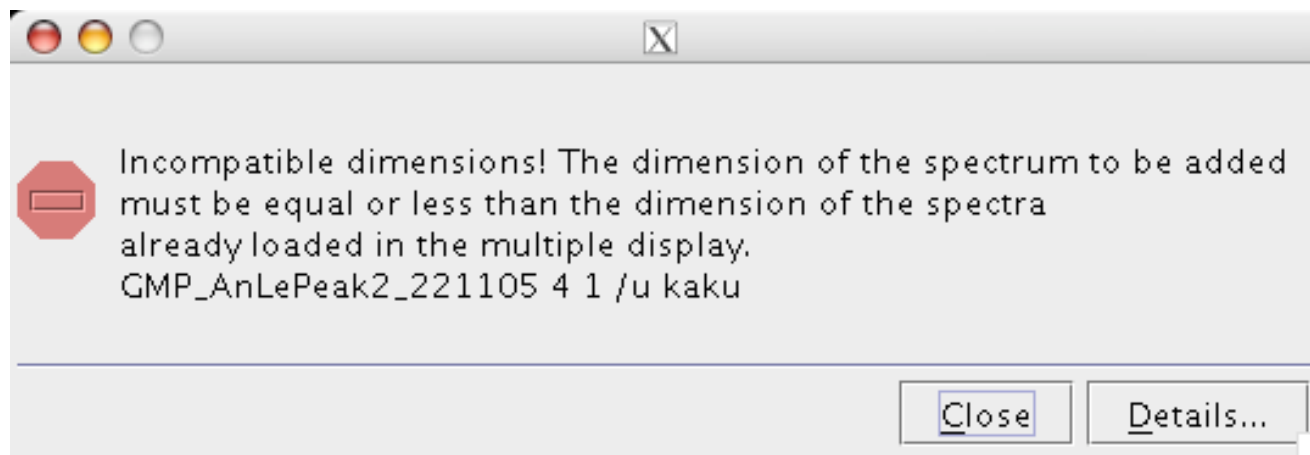 X
Incompatible dimensions! The dimension of the spectrum to be added
must be equal or less than the dimension of the spectra
already loaded in the multiple display.
GMP_AnLePeak2_221105 4 1 /u kaku
Close Details...